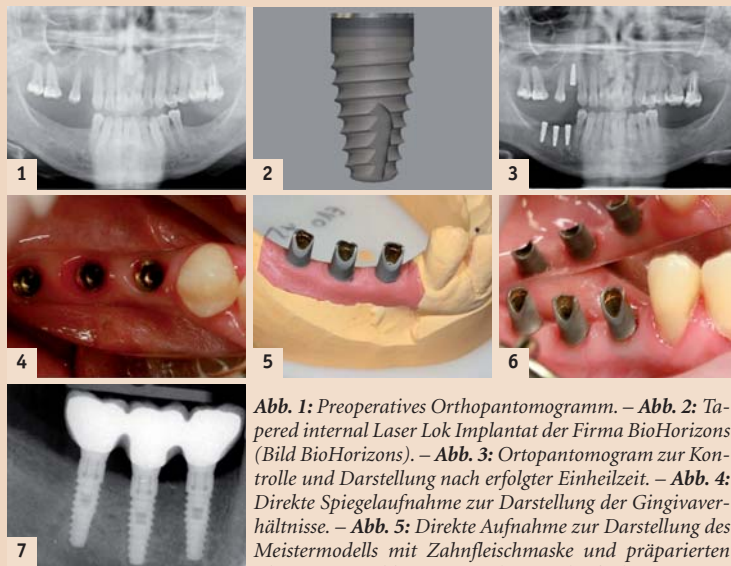 1
2
3
4
5
6
7
Abb. 1: Preoperatives Orthopantomogramm. – Abb. 2: Ta-
pered internal Laser Lok Implantat der Firma BioHorizons
(Bild BioHorizons). – Abb. 3: Ortopantomogram zur Kon-
trolle und Darstellung nach erfolgter Einheilzeit. – Abb. 4:
Direkte Spiegelaufnahme zur Darstellung der Gingivaver-
hältnisse. – Abb. 5: Direkte Aufnahme zur Darstellung des
Meistermodells mit Zahnfleischmaske und präparierten